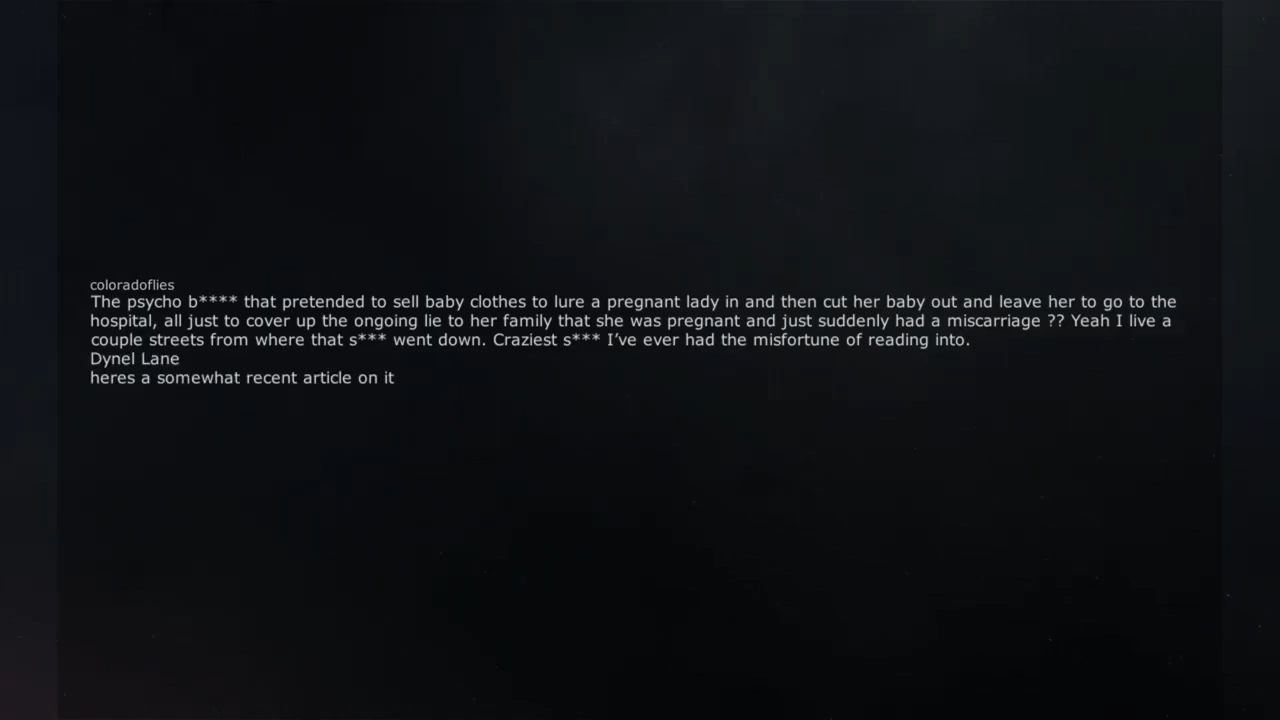 coloradoflies
The psycho b**** that pretended to sell baby clothes to lure a pregnant lady in and then cut her baby out and leave her to go to the
hospital, all just to cover up the ongoing lie to her family that she was pregnant and just suddenly had a miscarriage ?? Yeah I live a
couple streets from where that s*** went down. Craziest s*** I’ve ever had the misfortune of reading into.
Dynel Lane
heres a somewhat recent article on it